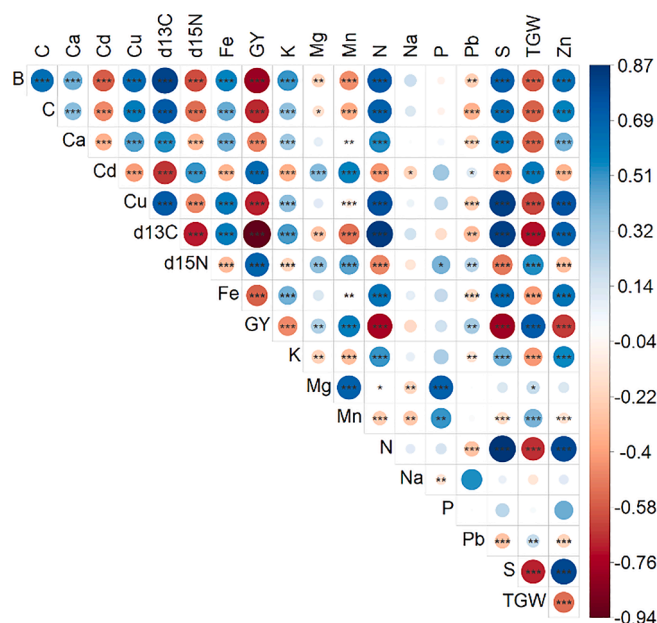 C Ca Cd Cu d13C d15N Fe GY K Mg Mn N Na P Pb S TGW Zn
B *** *** *** *** *** *** *** *** *** ** *** *** ** *** *** ***
C *** *** *** *** *** *** *** *** * *** *** *** *** *** ***
Ca *** *** *** *** *** *** *** ** *** *** *** *** ***
Cd *** *** *** *** *** *** *** *** *** * * *** *** ***
Cu *** *** *** *** *** *** *** *** *** *** ***
d13C *** *** *** *** ** *** *** ** *** *** ***
d15N *** *** *** ** *** *** * ** *** *** ***
Fe *** *** ** *** *** *** *** ***
GY *** ** *** *** ** *** *** ***
K ** *** *** ** *** *** ***
Mg *** * ** *** *
Mn *** ** ** *** *** ***
N *** *** *** ***
Na **
P
Pb *** ** ***
S *** ***
TGW ***
0.87
0.69
0.51
0.32
0.14
-0.04
-0.22
-0.4
-0.58
-0.76
-0.94